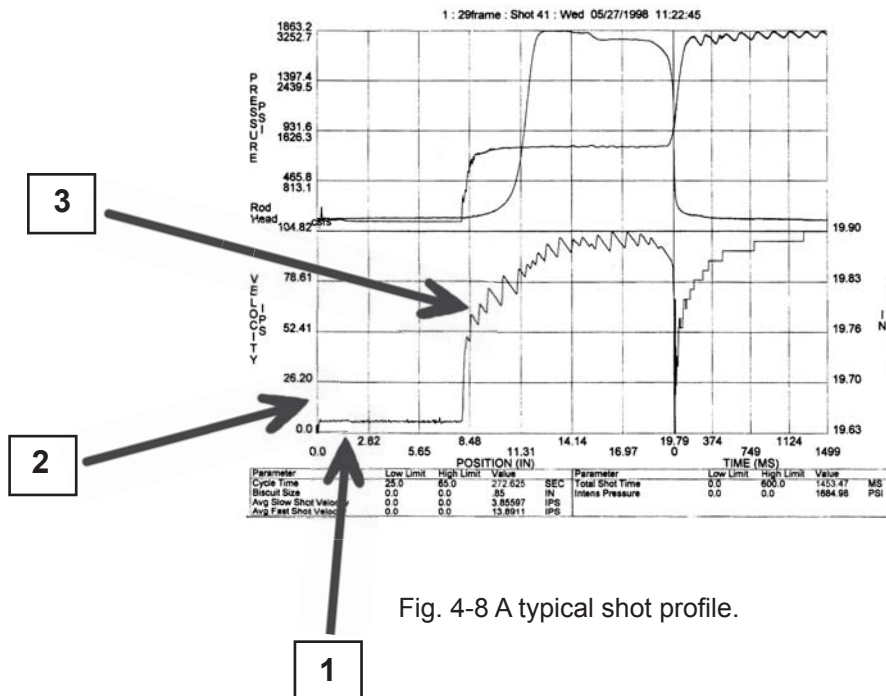 1 : 29frame : Shot 41 : Wed 05/27/1998 11:22:45
1863.2
3252.7
1397.4
2439.5
931.6
1626.3
465.8
813.1
PRESSURE
PSI
Rod
Head
104.82
78.61
52.41
26.20
0.0
VELOCITY
IPS
19.90
19.83
19.76
19.70
19.63
IN
0.0 2.82 5.65 8.48 11.31 14.14 16.97 19.79 0 374 749 1124 1499
POSITION (IN) TIME (MS)
Parameter Low Limit High Limit Value Parameter Low Limit High Limit Value
Cycle Time 25.0 65.0 272.625 SEC Total Shot Time 0.0 600.0 1453.47 MS
Biscuit Size 0.0 0.0 .85 IN Intens Pressure 0.0 0.0 1684.98 PSI
Avg Slow Shot Velocity 0.0 0.0 3.85597 IPS
Avg Fast Shot Velocity 0.0 0.0 13.8911 IPS
3
2
1
Fig. 4-8 A typical shot profile.